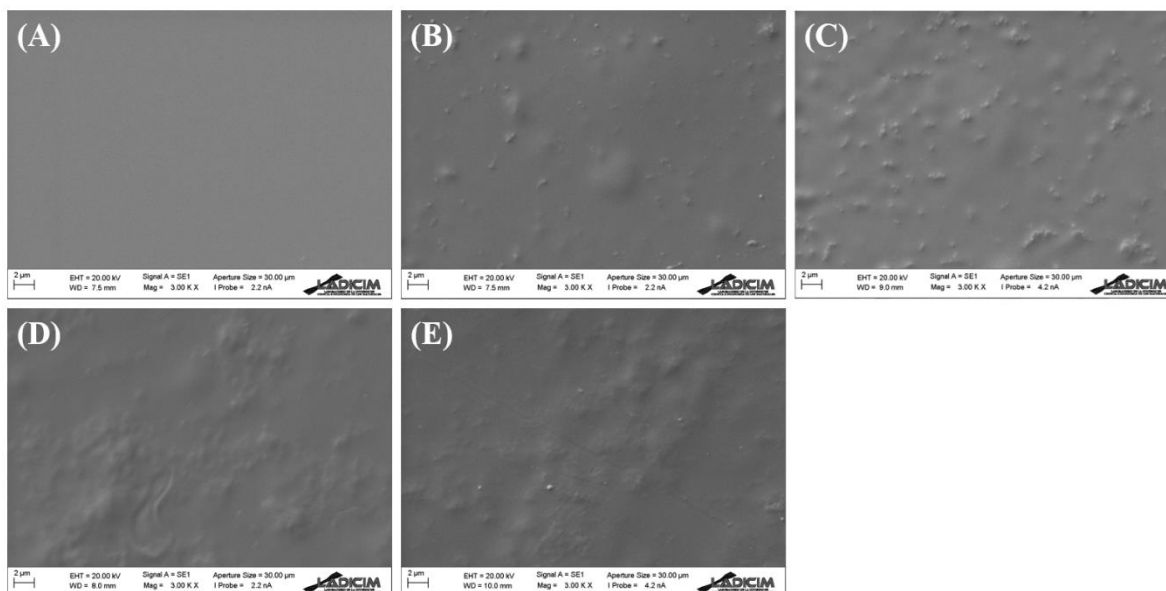 (A)
2 µm
EHT = 20.00 kV Signal A = SE1 Aperture Size = 30.00 µm
WD = 7.5 mm Mag = 3.00 K X I Probe = 2.2 nA
LADICIM
(B)
2 µm
EHT = 20.00 kV Signal A = SE1 Aperture Size = 30.00 µm
WD = 7.5 mm Mag = 3.00 K X I Probe = 2.2 nA
LADICIM
(C)
2 µm
EHT = 20.00 kV Signal A = SE1 Aperture Size = 30.00 µm
WD = 9.0 mm Mag = 3.00 K X I Probe = 4.2 nA
LADICIM
(D)
2 µm
EHT = 20.00 kV Signal A = SE1 Aperture Size = 30.00 µm
WD = 8.0 mm Mag = 3.00 K X I Probe = 2.2 nA
LADICIM
(E)
2 µm
EHT = 20.00 kV Signal A = SE1 Aperture Size = 30.00 µm
WD = 10.0 mm Mag = 3.00 K X I Probe = 4.2 nA
LADICIM